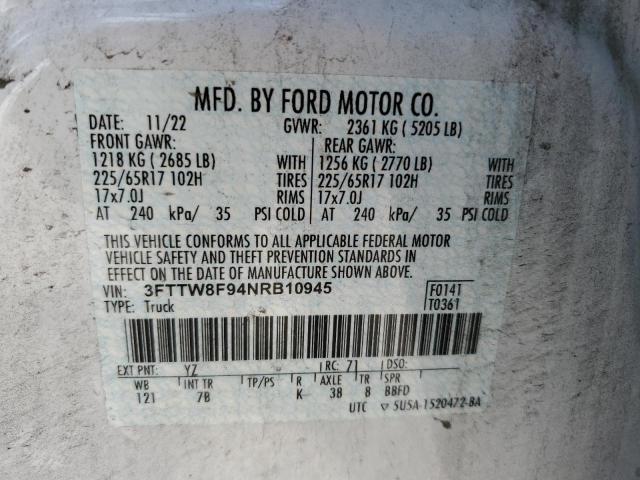 MFD. BY FORD MOTOR CO.
DATE: 11/22 GVWR: 2361 KG ( 5205 LB)
FRONT GAWR: REAR GAWR:
1218 KG ( 2685 LB) WITH 1256 KG ( 2770 LB) WITH
225/65R17 102H TIRES 225/65R17 102H TIRES
17x7.0J RIMS 17x7.0J RIMS
AT 240 kPa/ 35 PSI COLD AT 240 kPa/ 35 PSI COLD
THIS VEHICLE CONFORMS TO ALL APPLICABLE FEDERAL MOTOR
VEHICLE SAFETY AND THEFT PREVENTION STANDARDS IN
EFFECT ON THE DATE OF MANUFACTURE SHOWN ABOVE.
VIN: 3FTTW8F94NRB10945 F0141
TYPE: Truck T0361
EXT PNT: YZ RC: 71 DSO:
WB INT TR TP/PS R AXLE TR SPR
121 7B K- 38 8 BBFD
UTC ▽ 5U5A-1520472-BA